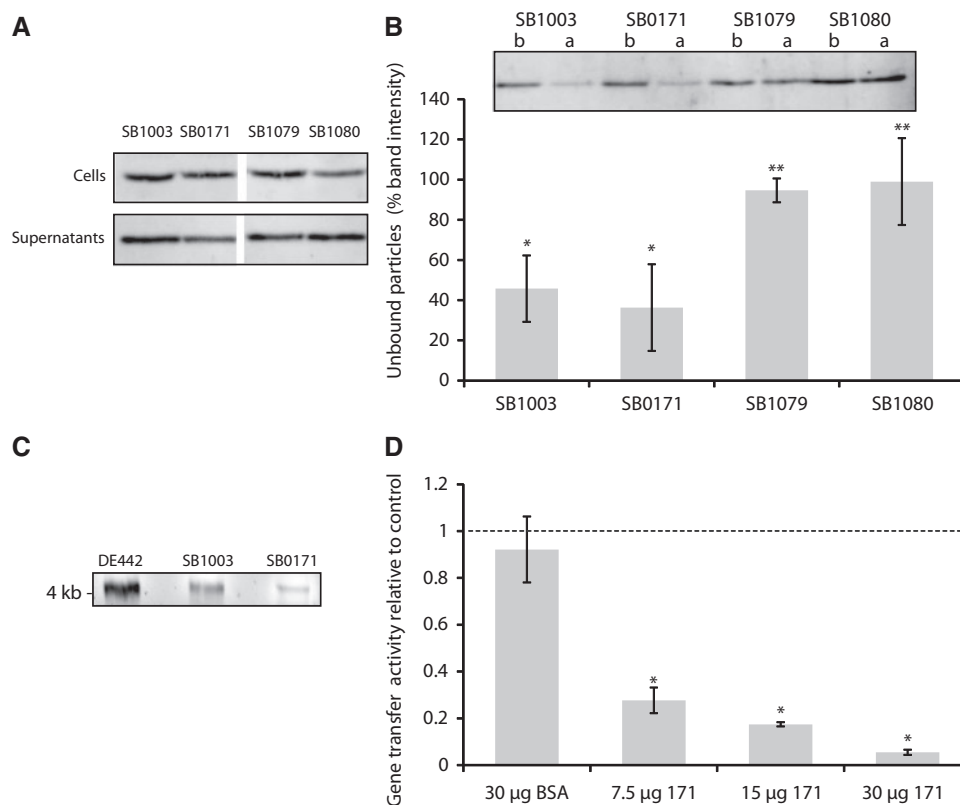 A
SB1003 SB0171 SB1079 SB1080
Cells
Supernatants
B
SB1003 SB0171 SB1079 SB1080
b a b a b a b a
Unbound particles (% band intensity)
140
120
100
80
60
40
20
0
* * ** **
SB1003 SB0171 SB1079 SB1080
C
DE442 SB1003 SB0171
4 kb
D
Gene transfer activity relative to control
1.2
1
0.8
0.6
0.4
0.2
0
* * *
30 µg BSA 7.5 µg 171 15 µg 171 30 µg 171